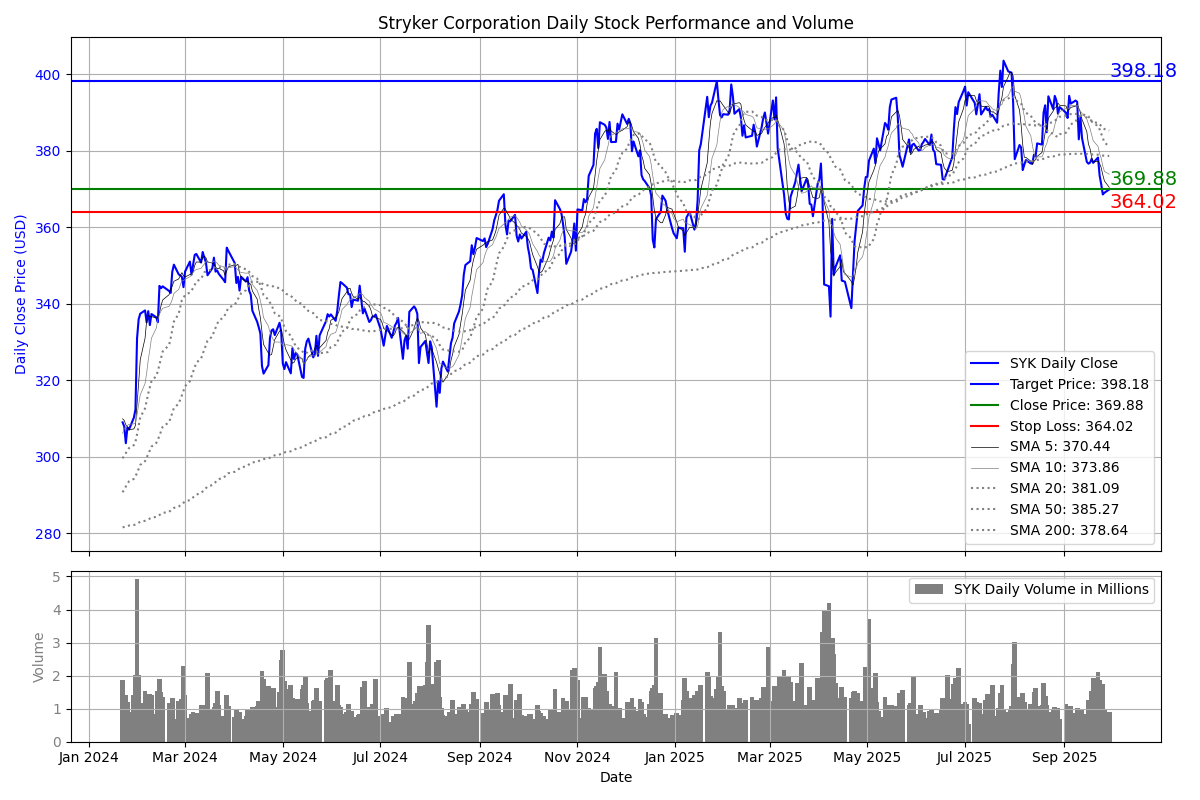 Stryker Corporation Daily Stock Performance and Volume
Daily Close Price (USD)
400
380
360
340
320
300
280
398.18
369.88
364.02
SYK Daily Close
Target Price: 398.18
Close Price: 369.88
Stop Loss: 364.02
SMA 5: 370.44
SMA 10: 373.86
SMA 20: 381.09
SMA 50: 385.27
SMA 200: 378.64
Volume
5
4
3
2
1
0
SYK Daily Volume in Millions
Jan 2024
Mar 2024
May 2024
Jul 2024
Sep 2024
Nov 2024
Jan 2025
Mar 2025
May 2025
Jul 2025
Sep 2025
Date